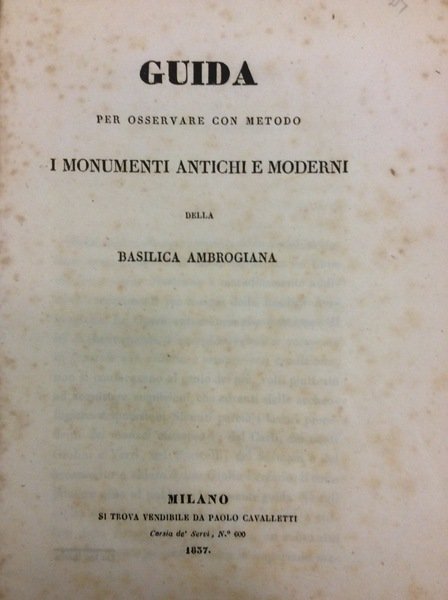 GUIDA
PER OSSERVARE CON METODO
I MONUMENTI ANTICHI E MODERNI
DELLA
BASILICA AMBROGIANA
MILANO
SI TROVA VENDIBILE DA PAOLO CAVALLETTI
Corsia de' Servi, N.° 600
1837.